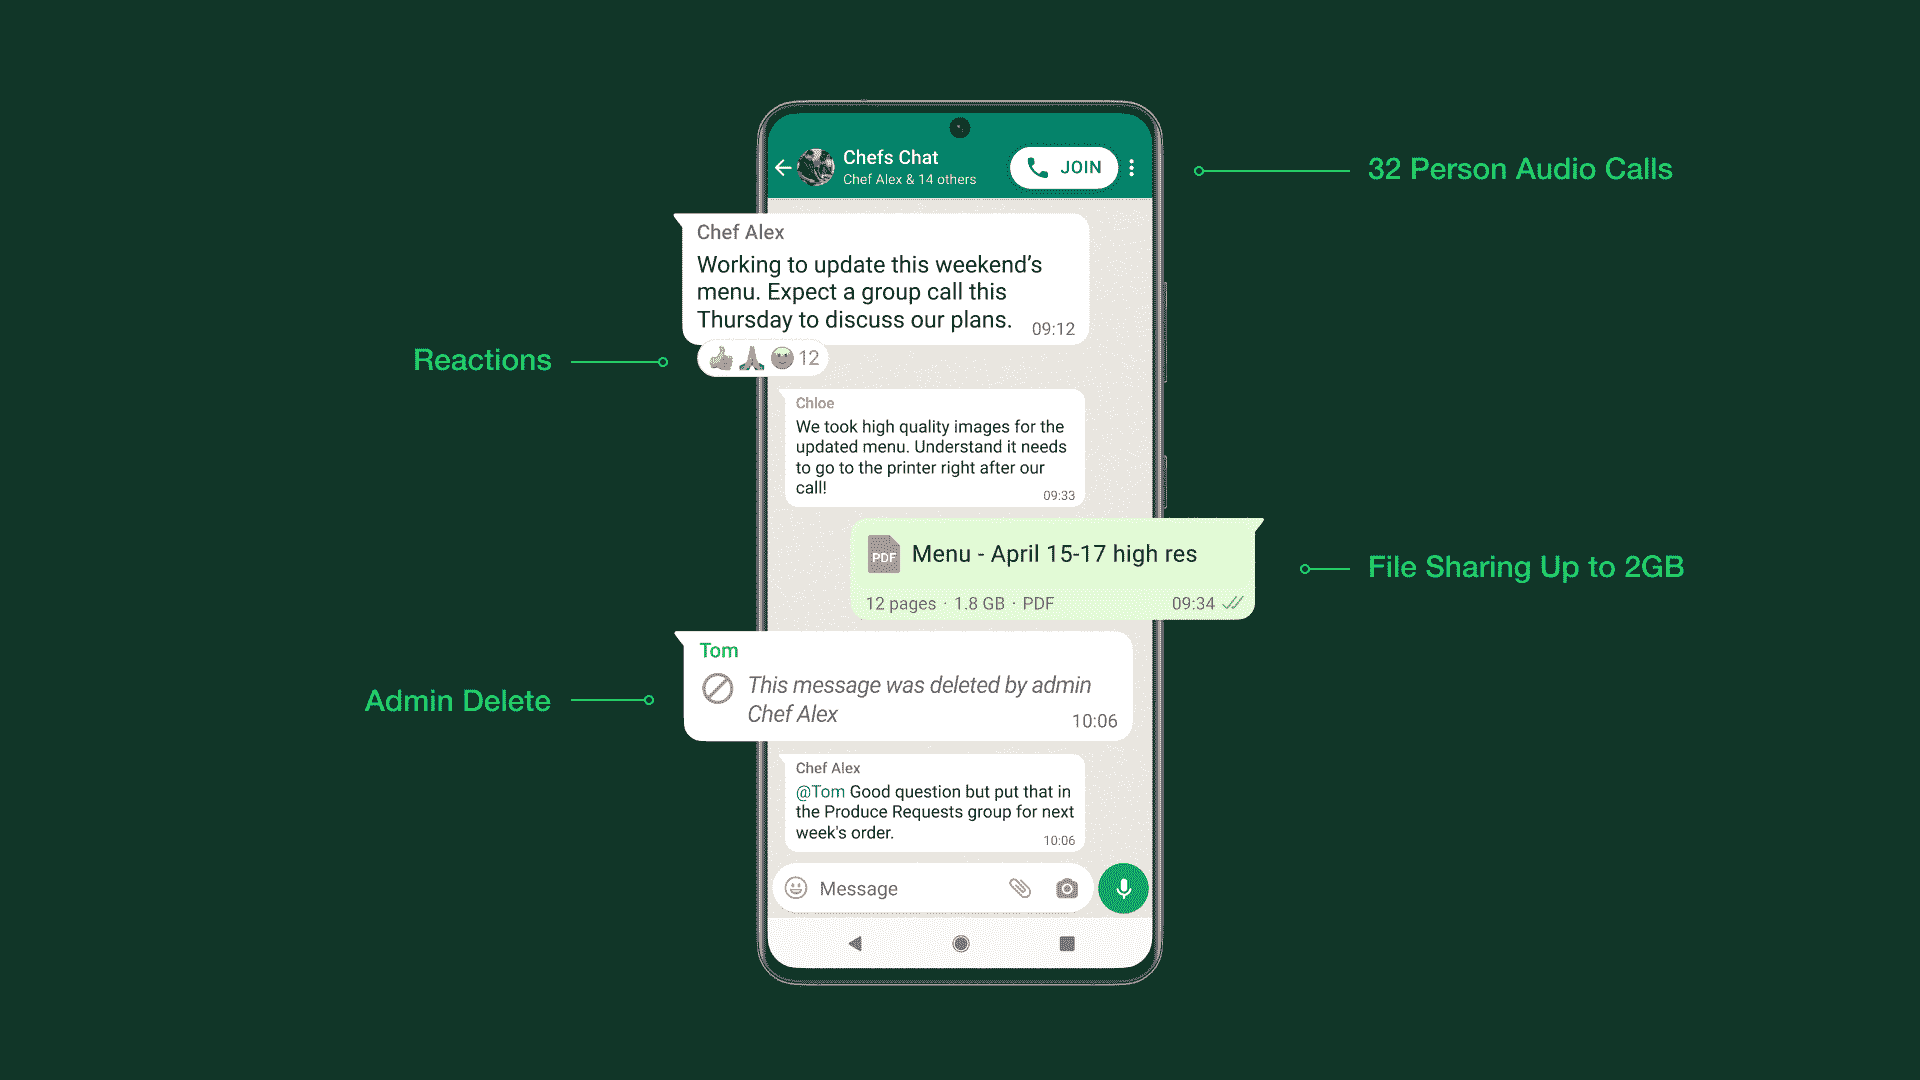 Chefs Chat
Chef Alex & 14 others
JOIN
32 Person Audio Calls
Chef Alex
Working to update this weekend’s
menu. Expect a group call this
Thursday to discuss our plans.
09:12
Reactions
12
Chloe
We took high quality images for the
updated menu. Understand it needs
to go to the printer right after our
call!
09:33
PDF
Menu - April 15-17 high res
12 pages · 1.8 GB · PDF
09:34
File Sharing Up to 2GB
Tom
This message was deleted by admin
Chef Alex
10:06
Admin Delete
Chef Alex
@Tom Good question but put that in
the Produce Requests group for next
week's order.
10:06
Message